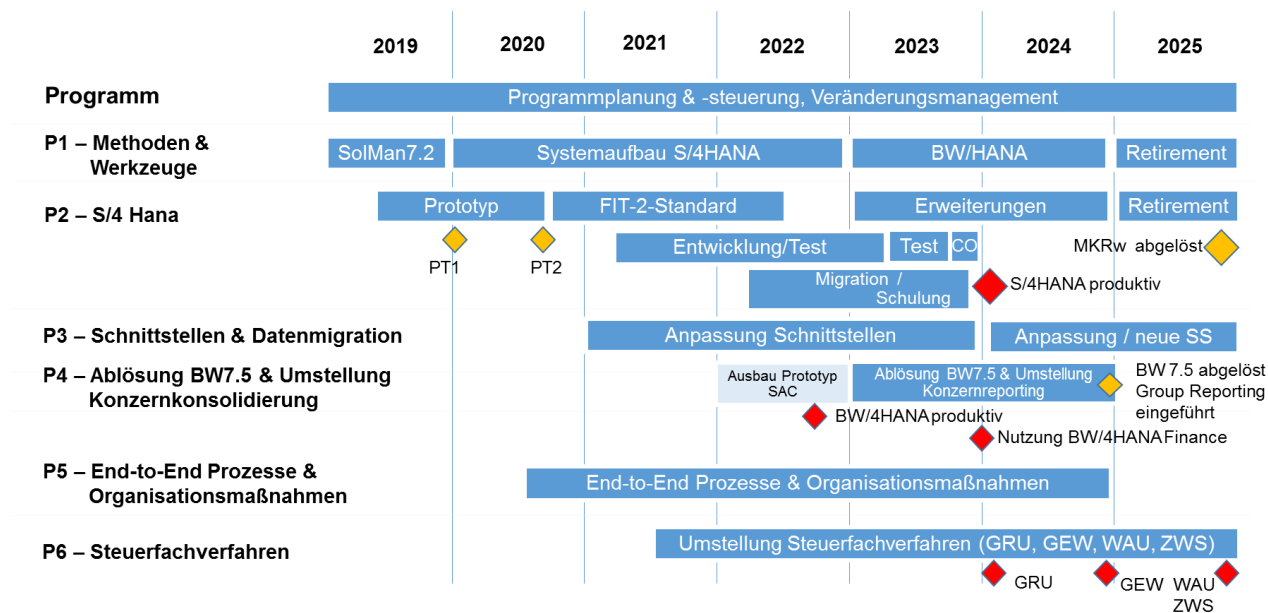 2019 2020 2021 2022 2023 2024 2025
Programm
Programmplanung & -steuerung, Veränderungsmanagement
P1 – Methoden &
Werkzeuge
SolMan7.2 Systemaufbau S/4HANA BW/HANA Retirement
P2 – S/4 Hana
Prototyp FIT-2-Standard Erweiterungen Retirement
PT1 PT2
Entwicklung/Test Test CO
MKRw abgelöst
Migration /
Schulung
S/4HANA produktiv
P3 – Schnittstellen & Datenmigration
Anpassung Schnittstellen Anpassung / neue SS
P4 – Ablösung BW7.5 & Umstellung
Konzernkonsolidierung
Ausbau Prototyp
SAC
Ablösung BW7.5 & Umstellung
Konzernreporting
BW 7.5 abgelöst
Group Reporting
eingeführt
BW/4HANA produktiv
Nutzung BW/4HANA Finance
P5 – End-to-End Prozesse &
Organisationsmaßnahmen
End-to-End Prozesse & Organisationsmaßnahmen
P6 – Steuerfachverfahren
Umstellung Steuerfachverfahren (GRU, GEW, WAU, ZWS)
GRU GEW WAU
ZWS